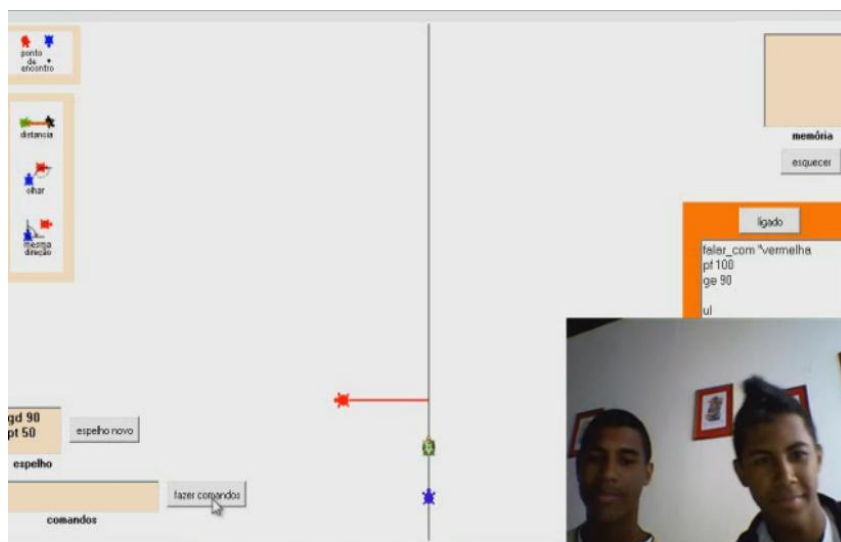 ponto
de
encontro
distancia
olhar
mesma
direção
memória
esquecer
ligado
falar_com "vermelha
pf 100
ge 90
ul
gd 90
pt 50
espelho novo
espelho
fazer comandos
comandos